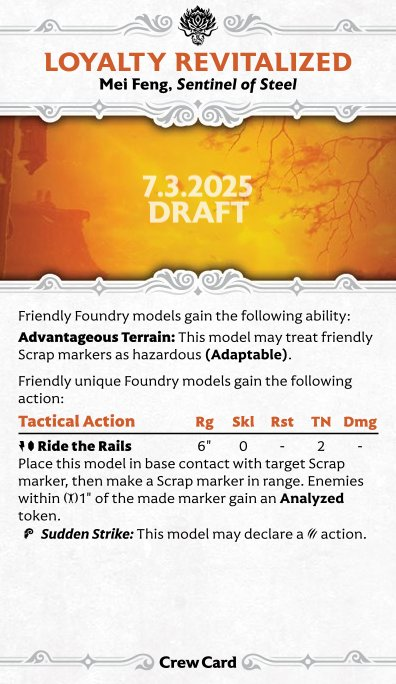 LOYALTY REVITALIZED
Mei Feng, Sentinel of Steel
7.3.2025
DRAFT
Friendly Foundry models gain the following ability:
Advantageous Terrain: This model may treat friendly
Scrap markers as hazardous (Adaptable).
Friendly unique Foundry models gain the following
action:
Tactical Action Rg Skl Rst TN Dmg
Ride the Rails 6" 0 - 2 -
Place this model in base contact with target Scrap
marker, then make a Scrap marker in range. Enemies
within 1" of the made marker gain an Analyzed
token.
Sudden Strike: This model may declare a action.
Crew Card